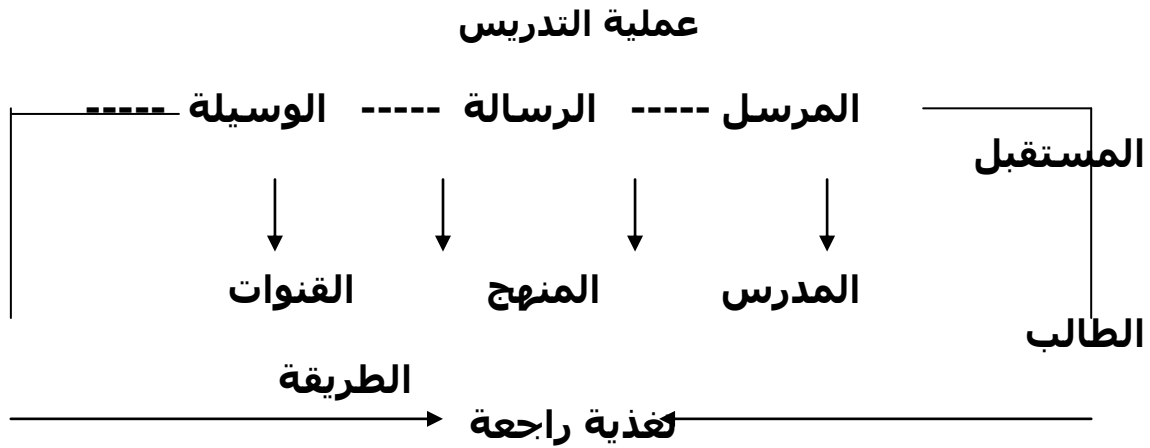 عملية التدريس
المرسل ----- الرسالة ----- الوسيلة -----
المستقبل
المدرس المنهج القنوات
الطالب
الطريقة
تغذية راجعة